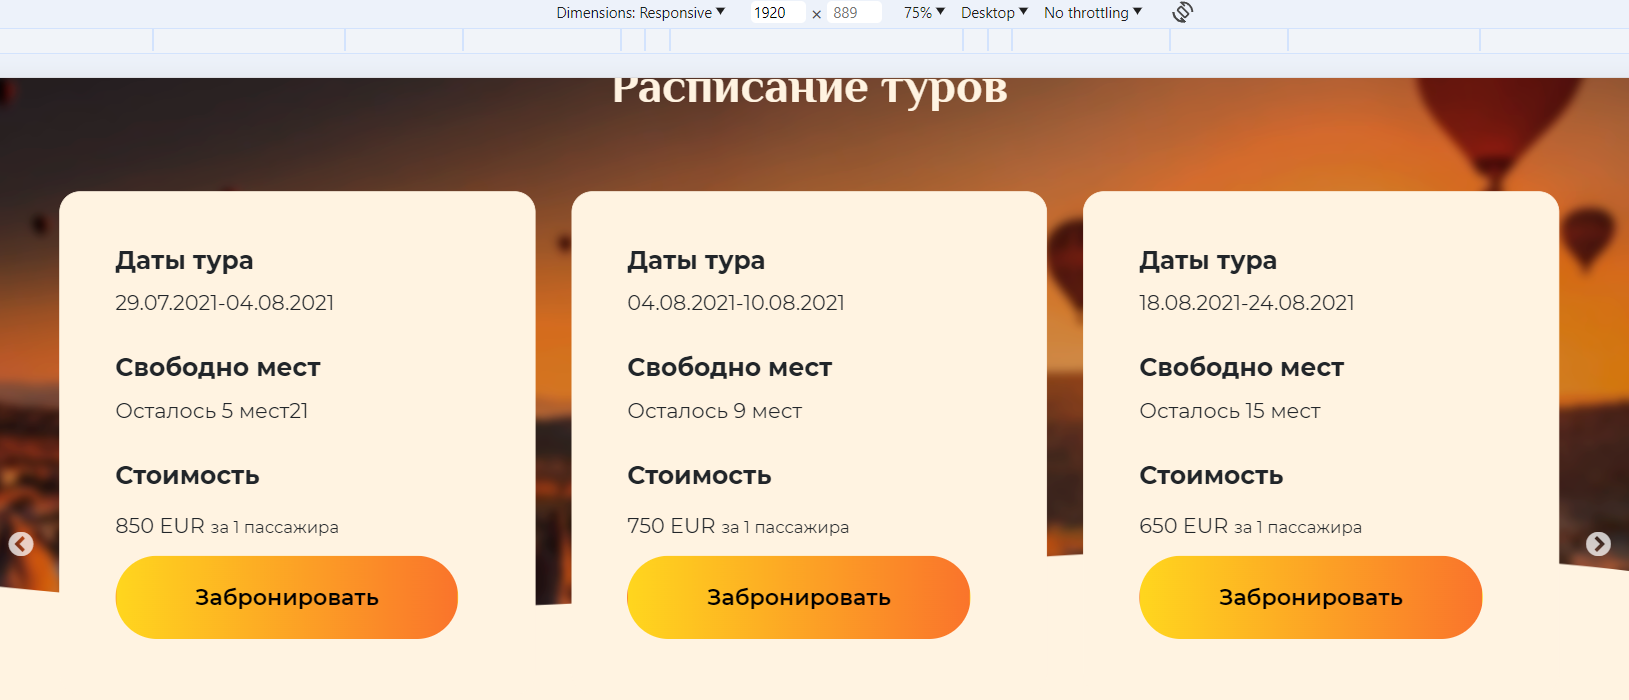 Dimensions: Responsive 1920 × 889 75% Desktop No throttling
Расписание туров
Даты тура
29.07.2021-04.08.2021
Свободно мест
Осталось 5 мест21
Стоимость
850 EUR за 1 пассажира
Забронировать
Даты тура
04.08.2021-10.08.2021
Свободно мест
Осталось 9 мест
Стоимость
750 EUR за 1 пассажира
Забронировать
Даты тура
18.08.2021-24.08.2021
Свободно мест
Осталось 15 мест
Стоимость
650 EUR за 1 пассажира
Забронировать